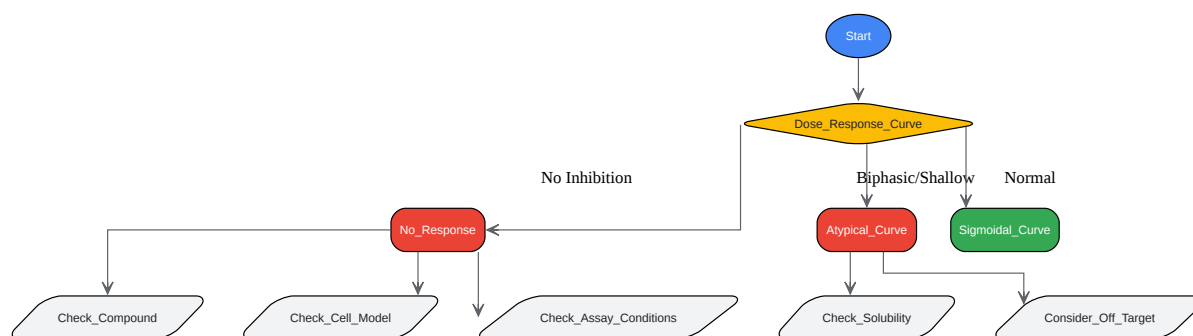 Start
Dose_Response_Curve
No Inhibition
Biphasic/Shallow
Normal
No_Response
Atypical_Curve
Sigmoidal_Curve
Check_Compound
Check_Cell_Model
Check_Assay_Conditions
Check_Solubility
Consider_Off_Target